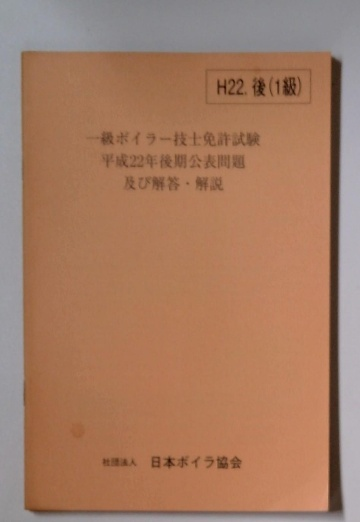 H22.後(1級)
一級ボイラー技士免許試験
平成22年後期公表問題
及び解答・解説
社団法人 日本ボイラ協会